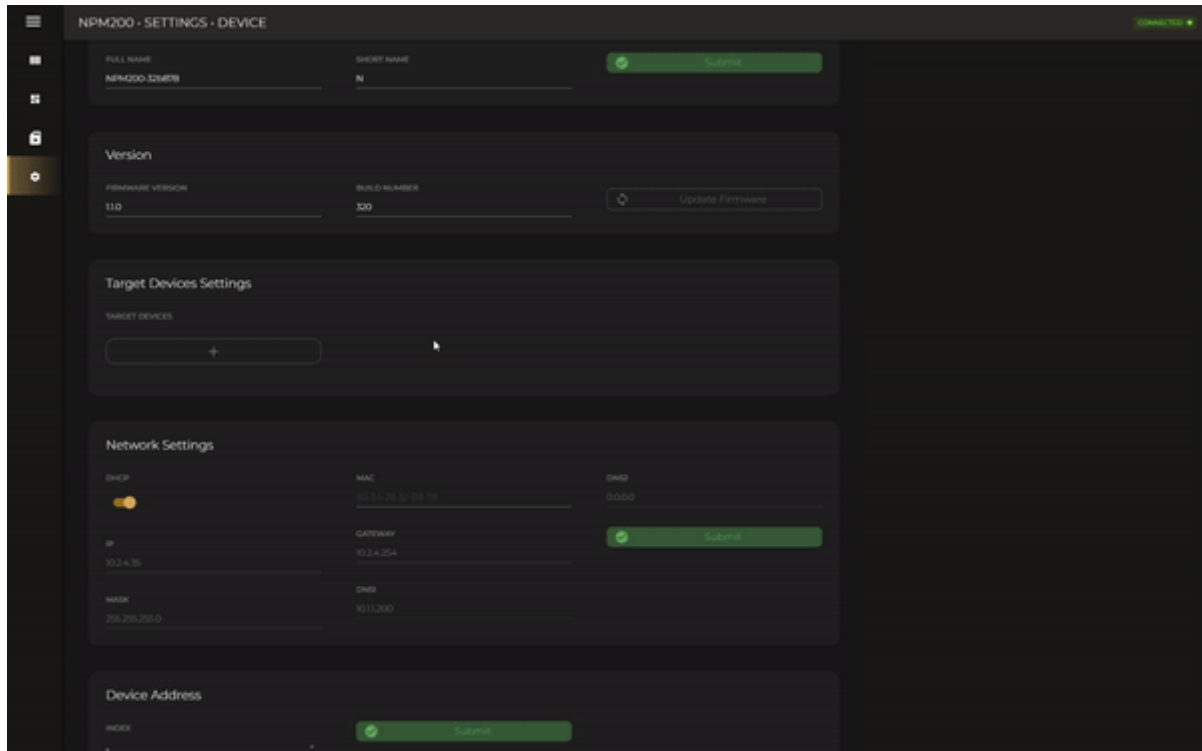 NPM200 • SETTINGS • DEVICE
CONNECTED
FULL NAME
SHORT NAME
NPM200-32b878
N
Submit
Version
FIRMWARE VERSION
BUILD NUMBER
1.1.0
320
Update Firmware
Target Devices Settings
TARGET DEVICES
+
Network Settings
DHCP
MAC
DNS2
0.0.0.0
IP
10.2.4.35
GATEWAY
10.2.4.254
Submit
MASK
255.255.255.0
DNS1
10.1.1.200
Device Address
INDEX
Submit